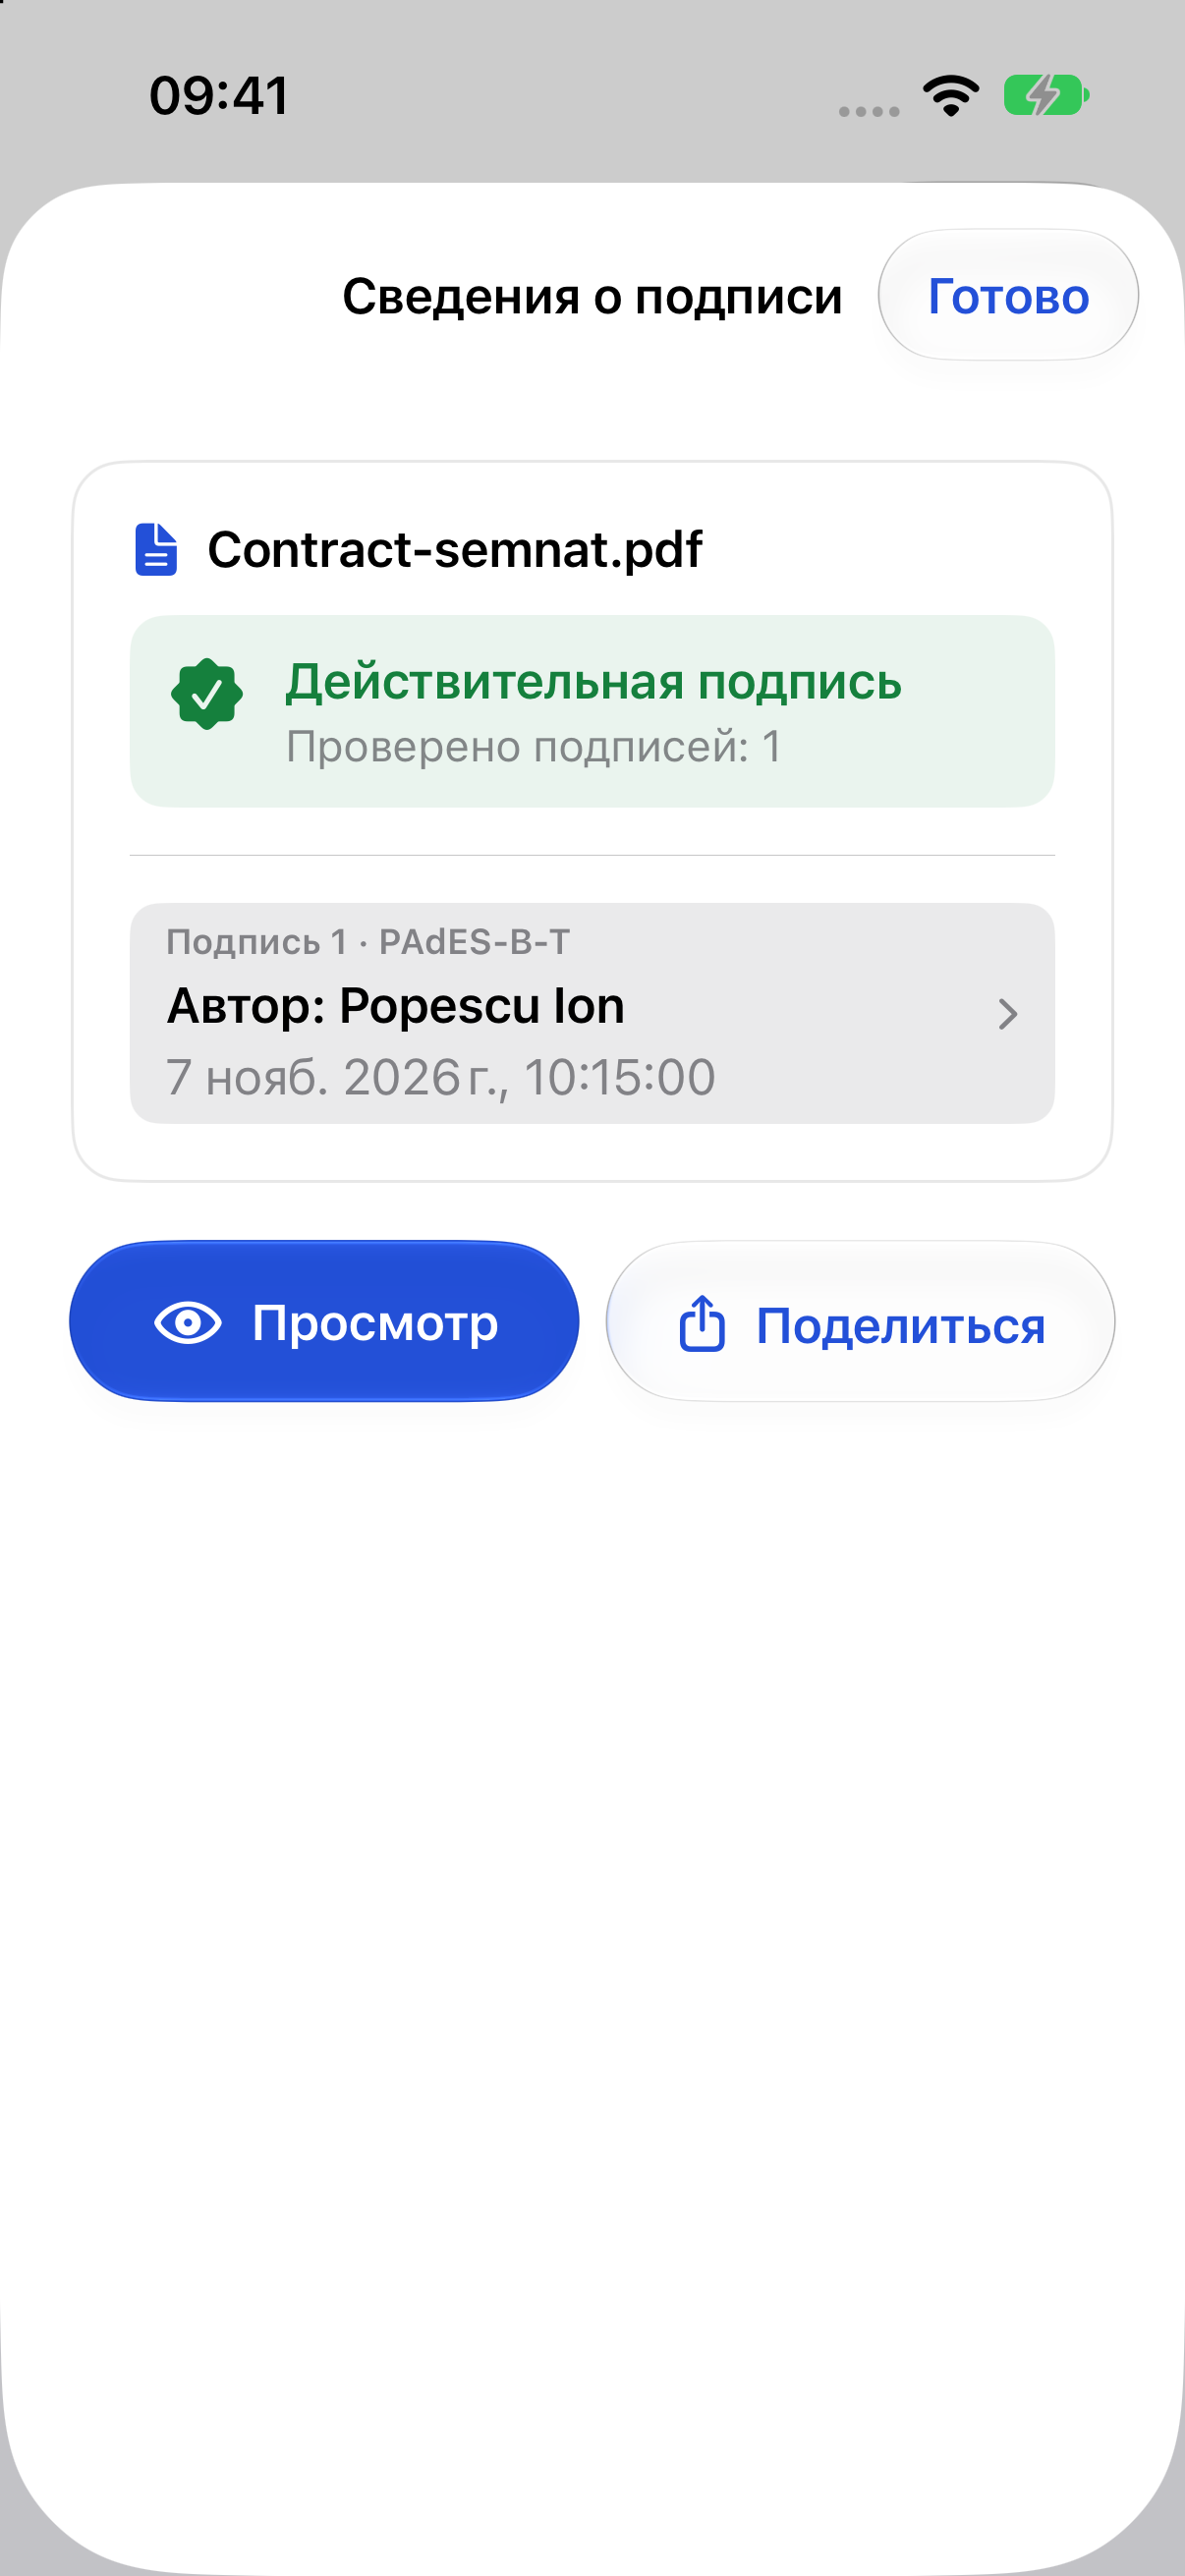 09:41
Сведения о подписи
Готово
Contract-semnat.pdf
Действительная подпись
Проверено подписей: 1
Подпись 1 · PAdES-B-T
Автор: Popescu Ion
7 нояб. 2026 г., 10:15:00
Просмотр
Поделиться